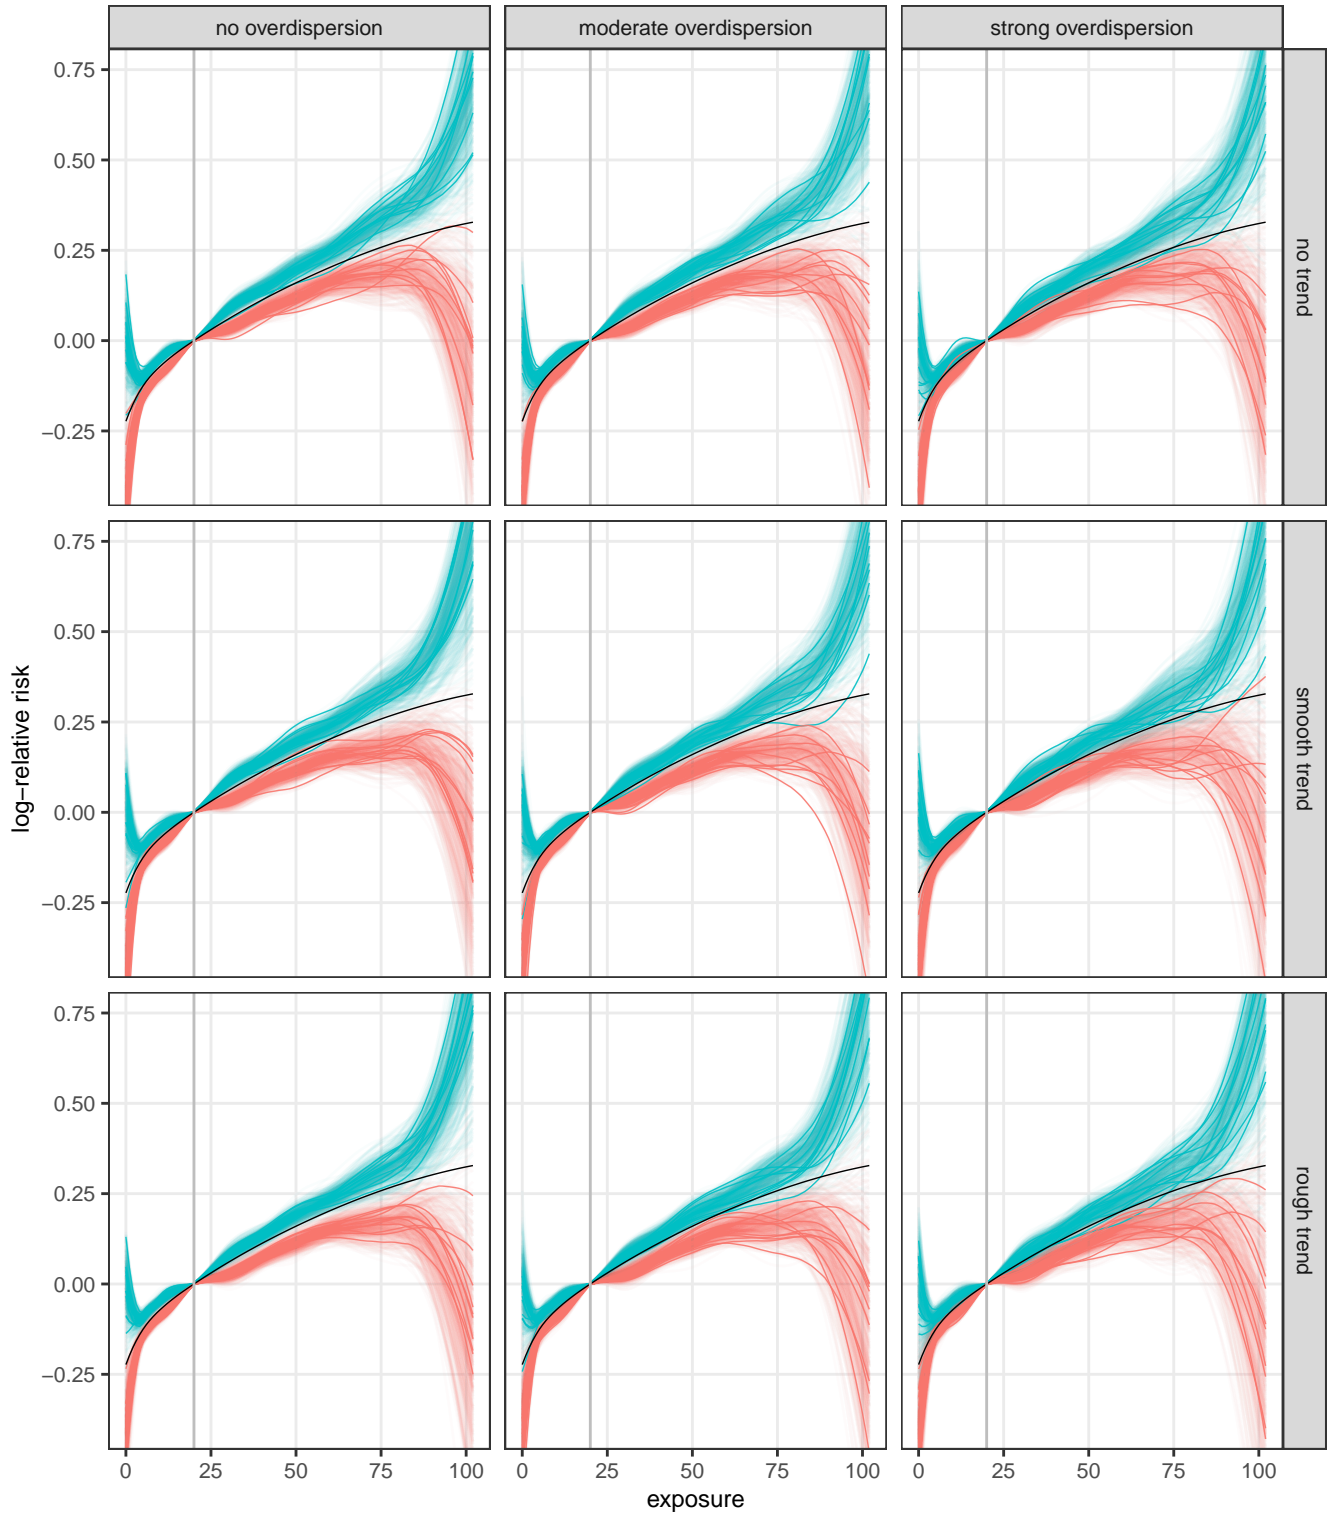 no overdispersion
moderate overdispersion
strong overdispersion
0.75
0.50
0.25
0.00
−0.25
no trend
0.75
0.50
0.25
0.00
−0.25
smooth trend
log−relative risk
0.75
0.50
0.25
0.00
−0.25
rough trend
0 25 50 75 100
0 25 50 75 100
0 25 50 75 100
exposure